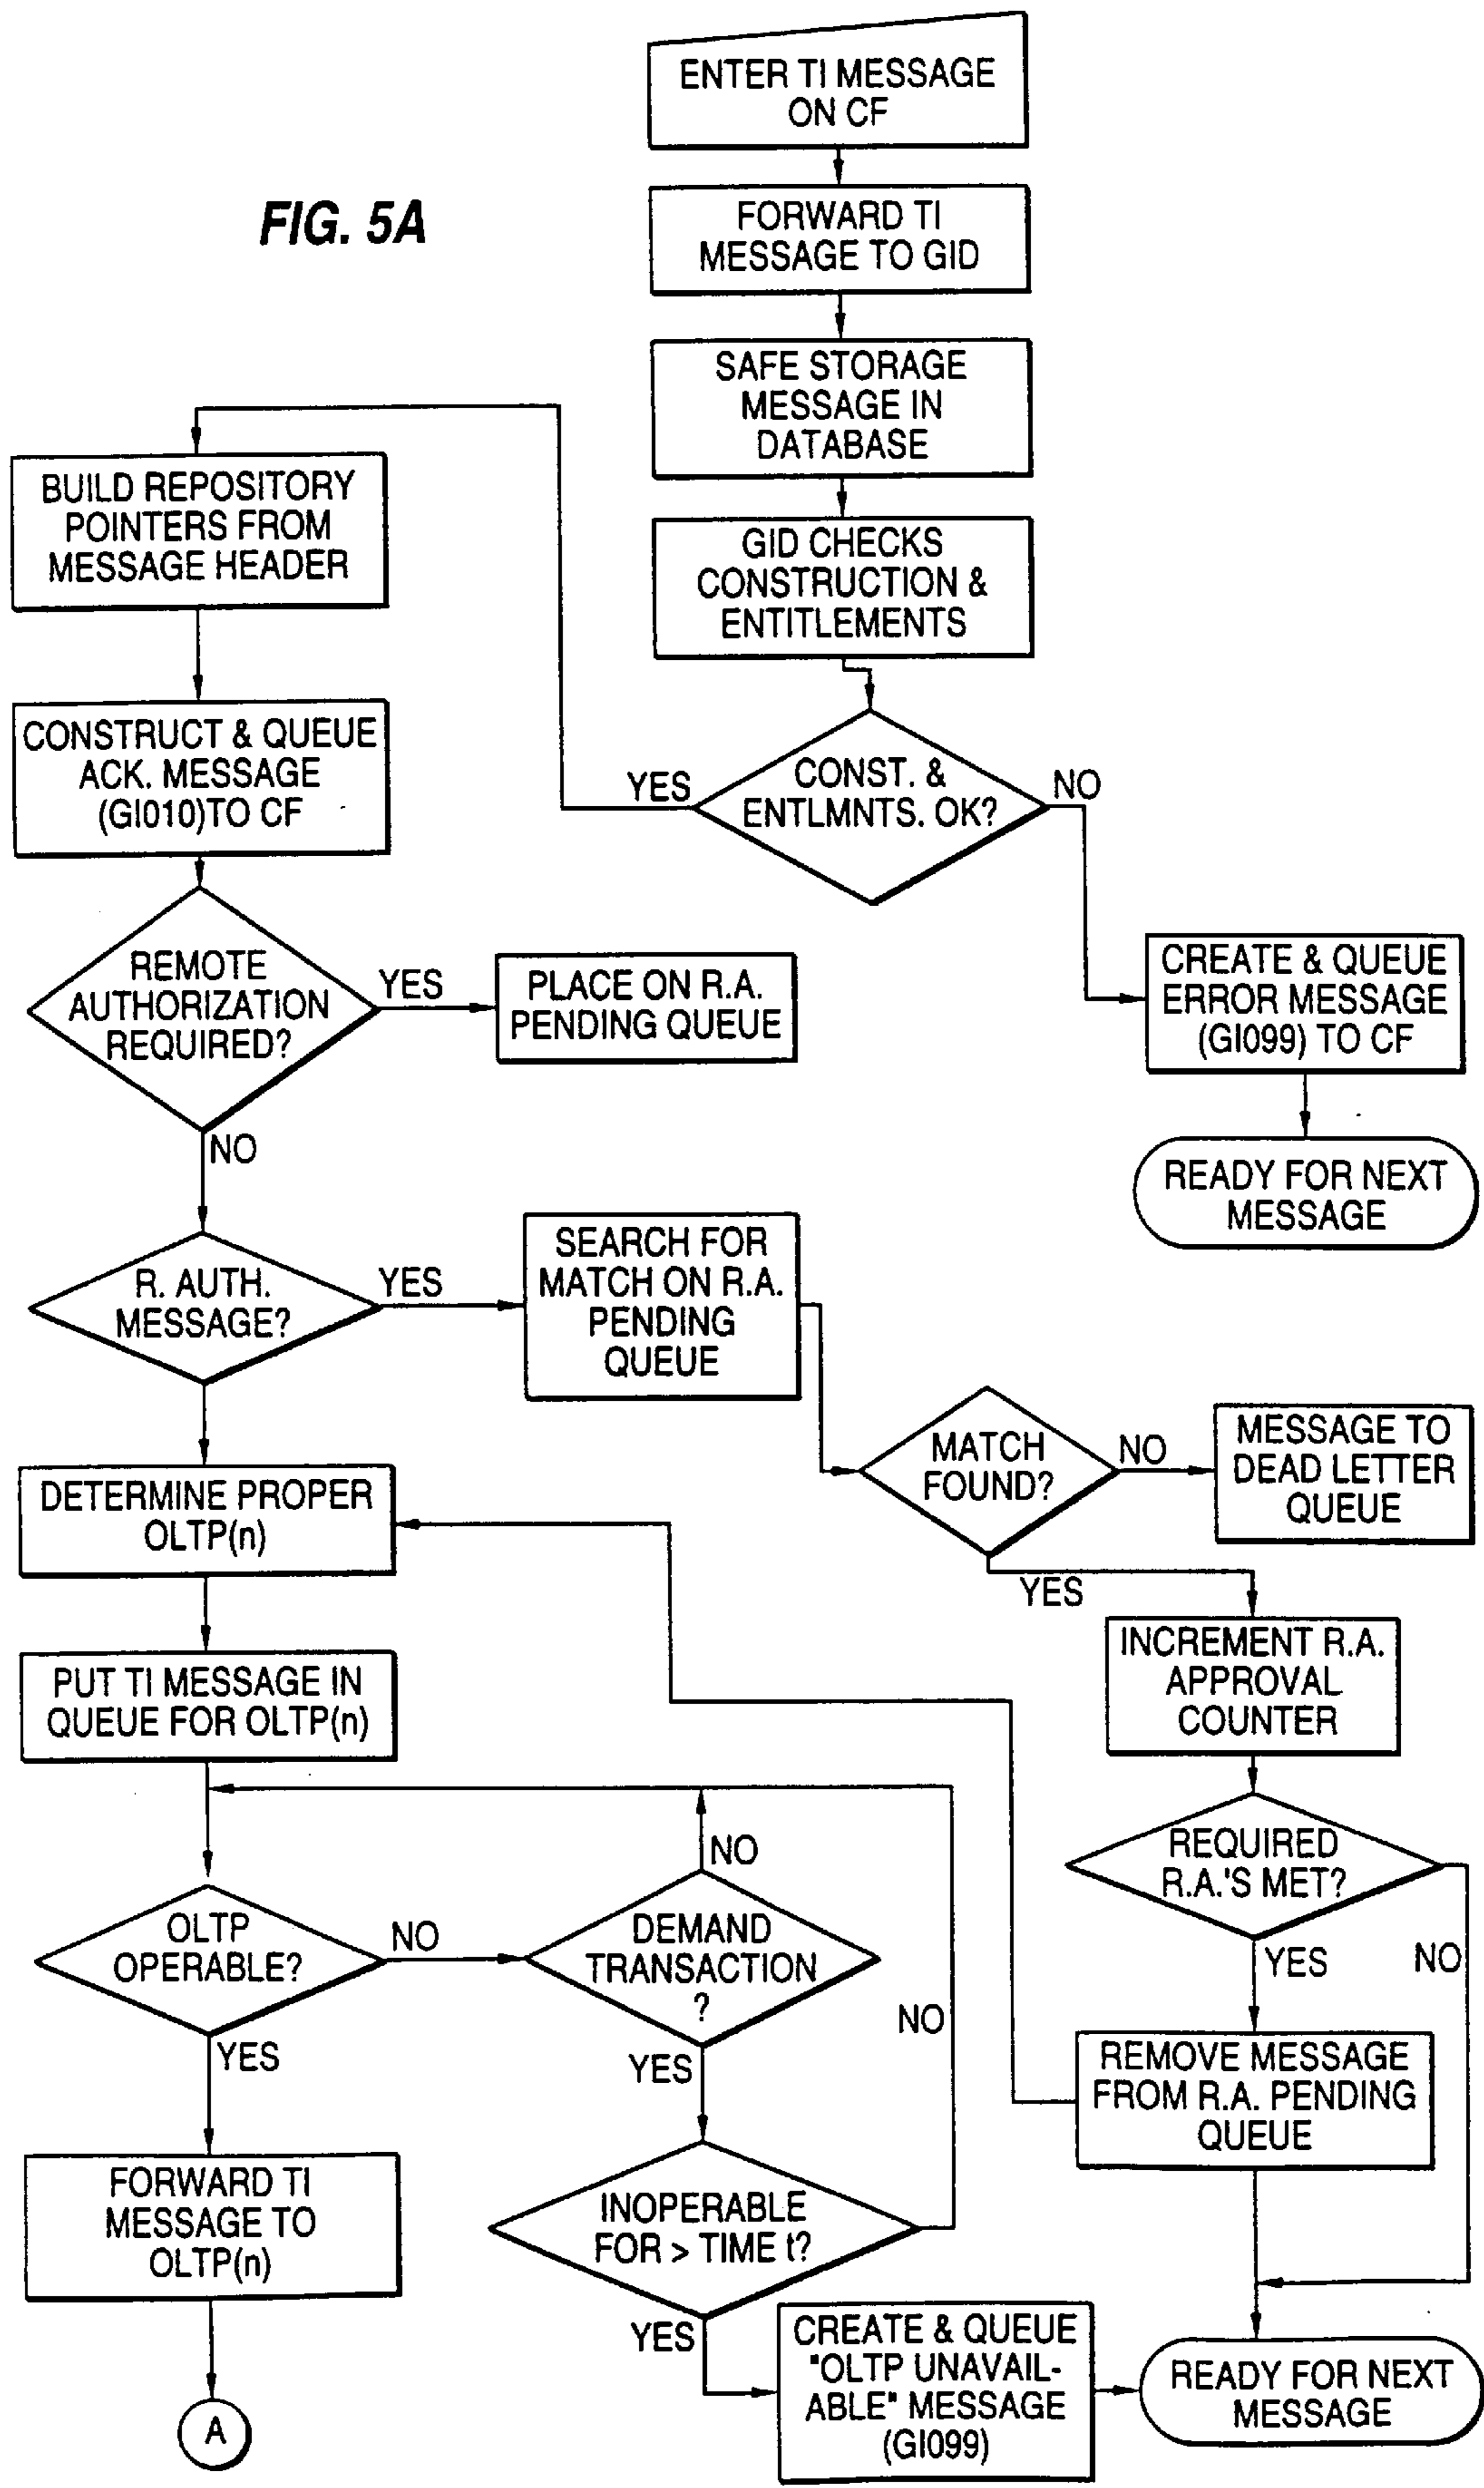 ENTER TI MESSAGE
ON CF
FIG. 5A
FORWARD TI
MESSAGE TO GID
SAFE STORAGE
MESSAGE IN
DATABASE
BUILD REPOSITORY
POINTERS FROM
MESSAGE HEADER
GID CHECKS
CONSTRUCTION &
ENTITLEMENTS
CONSTRUCT & QUEUE
ACK. MESSAGE
(GI010)TO CF
YES
CONST. &
ENTLMNTS. OK?
NO
REMOTE
AUTHORIZATION
REQUIRED?
YES
PLACE ON R.A.
PENDING QUEUE
CREATE & QUEUE
ERROR MESSAGE
(GI099) TO CF
NO
READY FOR NEXT
MESSAGE
R. AUTH.
MESSAGE?
YES
SEARCH FOR
MATCH ON R.A.
PENDING
QUEUE
MATCH
FOUND?
NO
MESSAGE TO
DEAD LETTER
QUEUE
DETERMINE PROPER
OLTP(n)
YES
INCREMENT R.A.
APPROVAL
COUNTER
PUT TI MESSAGE IN
QUEUE FOR OLTP(n)
REQUIRED
R.A.'S MET?
NO
OLTP
OPERABLE?
NO
DEMAND
TRANSACTION
?
YES
NO
NO
YES
YES
REMOVE MESSAGE
FROM R.A. PENDING
QUEUE
FORWARD TI
MESSAGE TO
OLTP(n)
INOPERABLE
FOR > TIME t?
YES
CREATE & QUEUE
"OLTP UNAVAIL-
ABLE" MESSAGE
(GI099)
READY FOR NEXT
MESSAGE
A